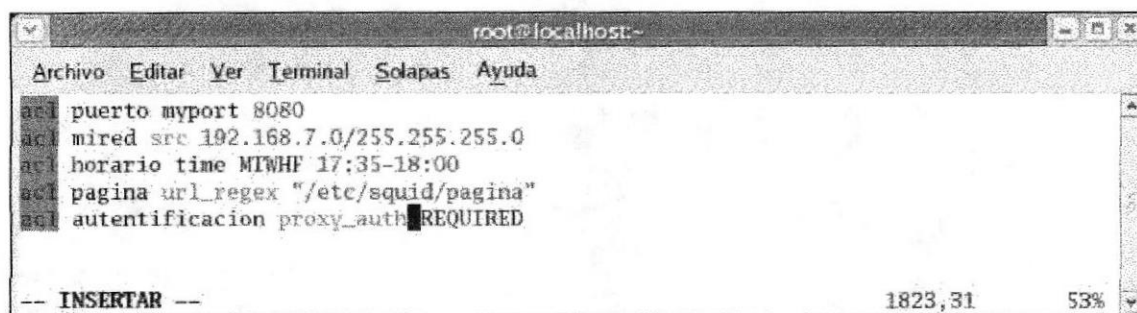 root@localhost:~
Archivo Editar Ver Terminal Solapas Ayuda
acl puerto myport 8080
acl mired src 192.168.7.0/255.255.255.0
acl horario time MTWHF 17:35-18:00
acl pagina url_regex "/etc/squid/pagina"
acl autentificacion proxy_auth REQUIRED
-- INSERTAR -- 1823,31 53%